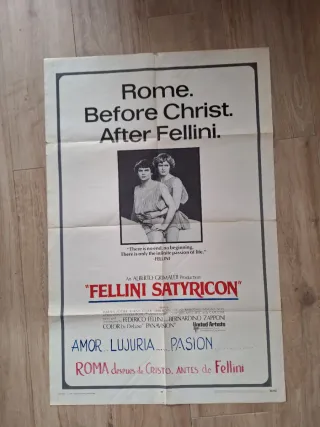 Rome.
Before Christ.
After Fellini.
"There is no end, no beginning.
There is only the infinite passion of life."
FELLINI
An ALBERTO GRIMALDI Production
"FELLINI SATYRICON"
FEDERICO FELLINI BERNARDINO ZAPPONI
COLOR by DeLuxe® PANAVISION® United Artists
AMOR... LUJURIA..... PASION.....
ROMA despues de CRISTO. ANTES de Fellini